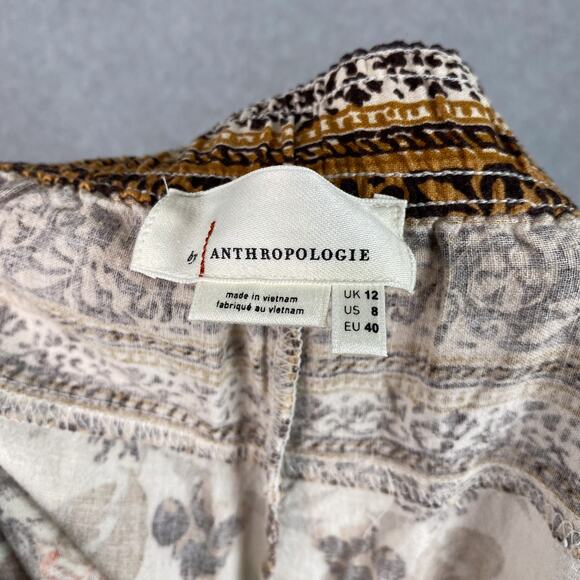 by ANTHROPOLOGIE
made in vietnam
fabriqué au vietnam
UK 12
US 8
EU 40